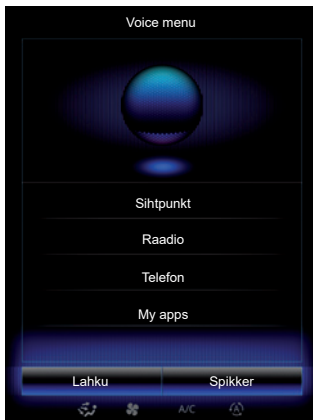 Voice menu
Sihtpunkt
Raadio
Telefon
My apps
Lahku Spikker
A/C A